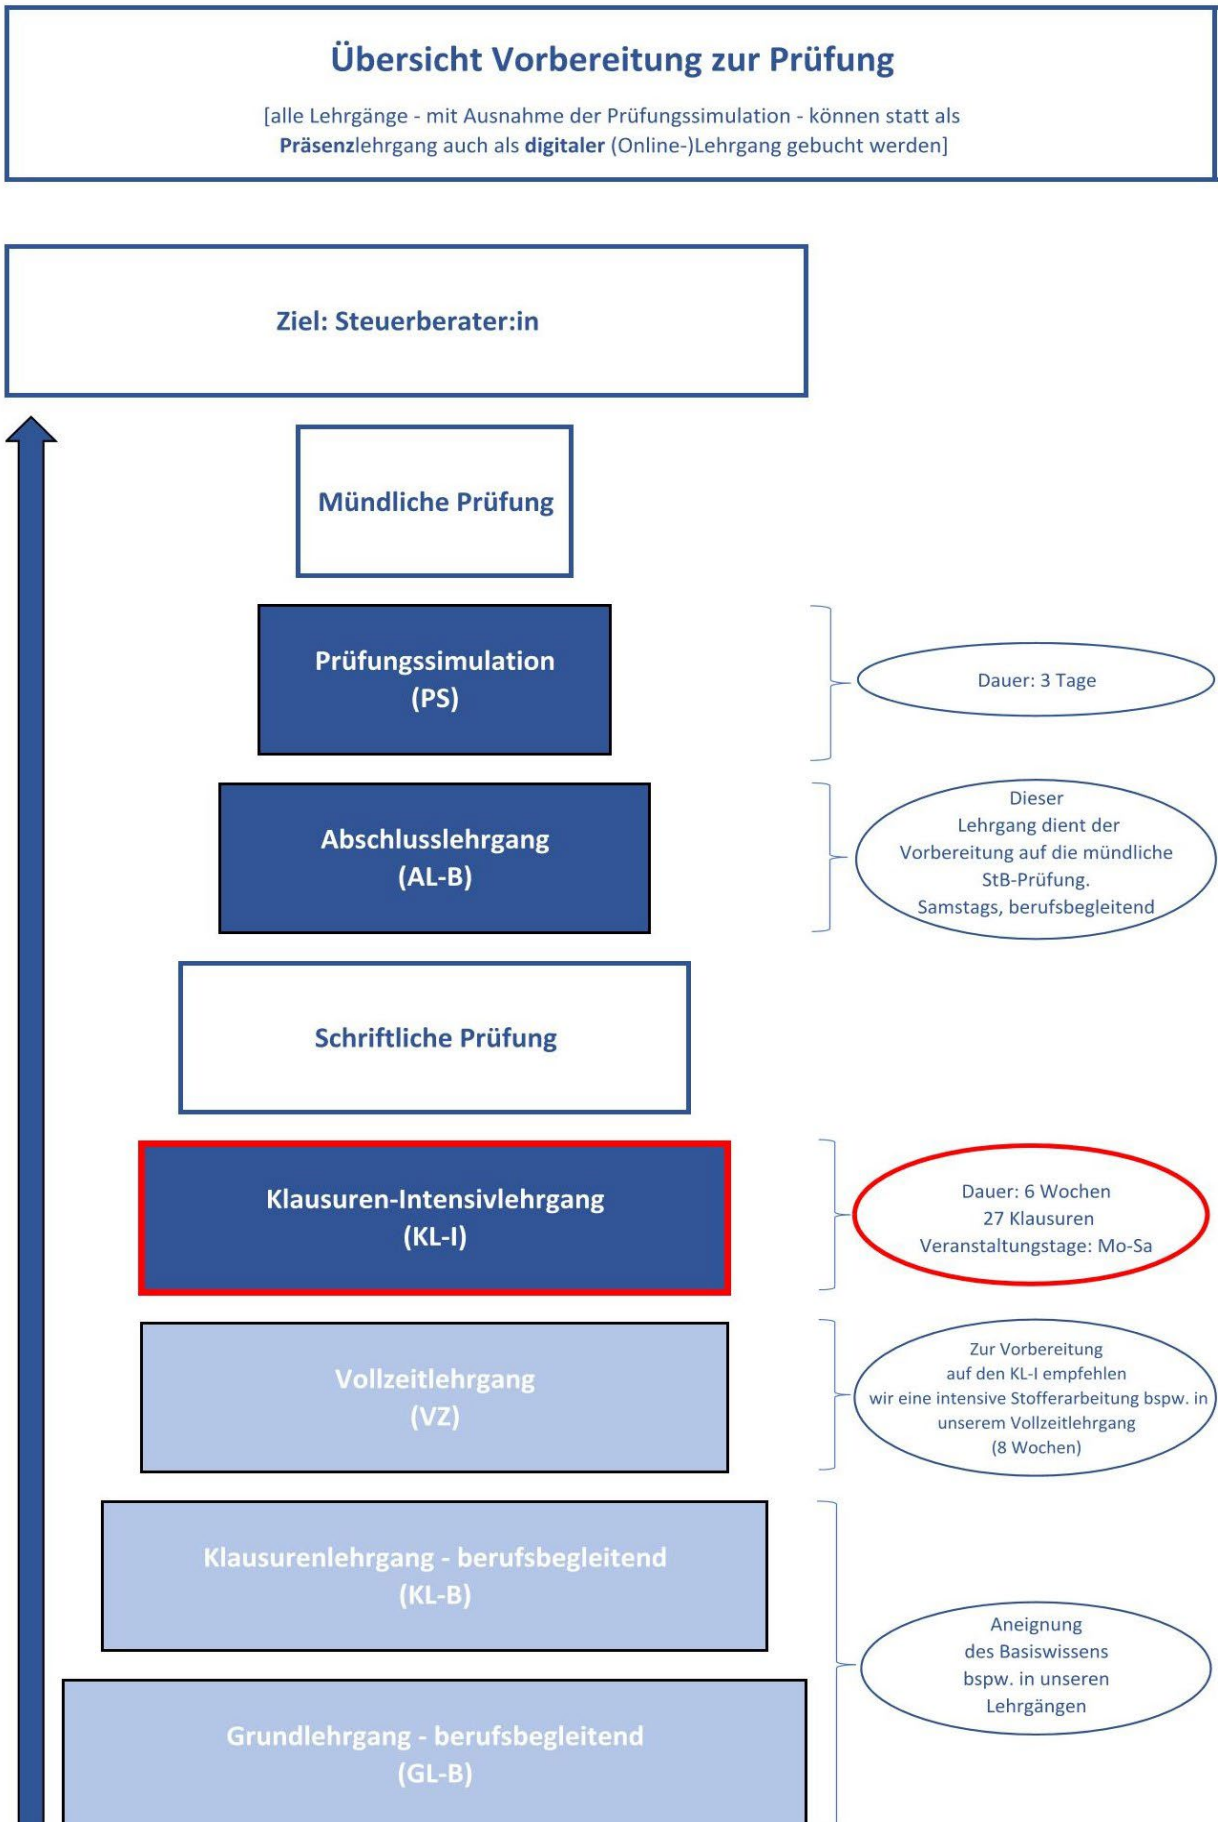 Übersicht Vorbereitung zur Prüfung
[alle Lehrgänge - mit Ausnahme der Prüfungssimulation - können statt als
Präsenzlehrgang auch als digitaler (Online-)Lehrgang gebucht werden]
Ziel: Steuerberater:in
Mündliche Prüfung
Prüfungssimulation
(PS)
Dauer: 3 Tage
Abschlusslehrgang
(AL-B)
Dieser
Lehrgang dient der
Vorbereitung auf die mündliche
StB-Prüfung.
Samstags, berufsbegleitend
Schriftliche Prüfung
Klausuren-Intensivlehrgang
(KL-I)
Dauer: 6 Wochen
27 Klausuren
Veranstaltungstage: Mo-Sa
Vollzeitlehrgang
(VZ)
Zur Vorbereitung
auf den KL-I empfehlen
wir eine intensive Stofferarbeitung bspw. in
unserem Vollzeitlehrgang
(8 Wochen)
Klausurenlehrgang - berufsbegleitend
(KL-B)
Aneignung
des Basiswissens
bspw. in unseren
Lehrgängen
Grundlehrgang - berufsbegleitend
(GL-B)